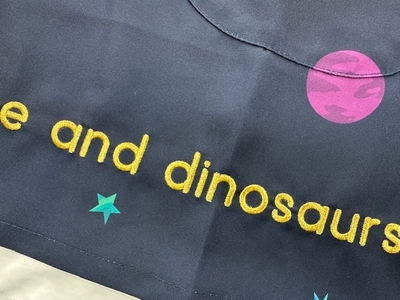 e and dinosaurs